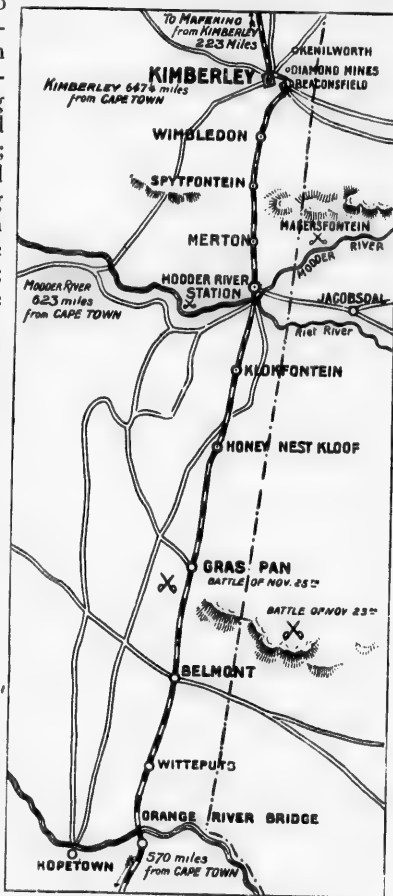 To MAFEKING
from KIMBERLEY
223 Miles
KENILWORTH
DIAMOND MINES
KIMBERLEY
BEACONSFIELD
KIMBERLEY 647¼ miles
from CAPE TOWN
WIMBLEDON
SPYTFONTEIN
MAGERSFONTEIN
MERTON
MODDER RIVER
MODDER RIVER
STATION
MODDER RIVER
623 miles
from CAPE TOWN
JACOBSDAL
Riet River
KLOKFONTEIN
HONEY NEST KLOOF
GRAS PAN
BATTLE OF NOV. 25TH
BATTLE OF NOV 23RD
BELMONT
WITTEPUTS
ORANGE RIVER BRIDGE
HOPETOWN
570 miles
from CAPE TOWN